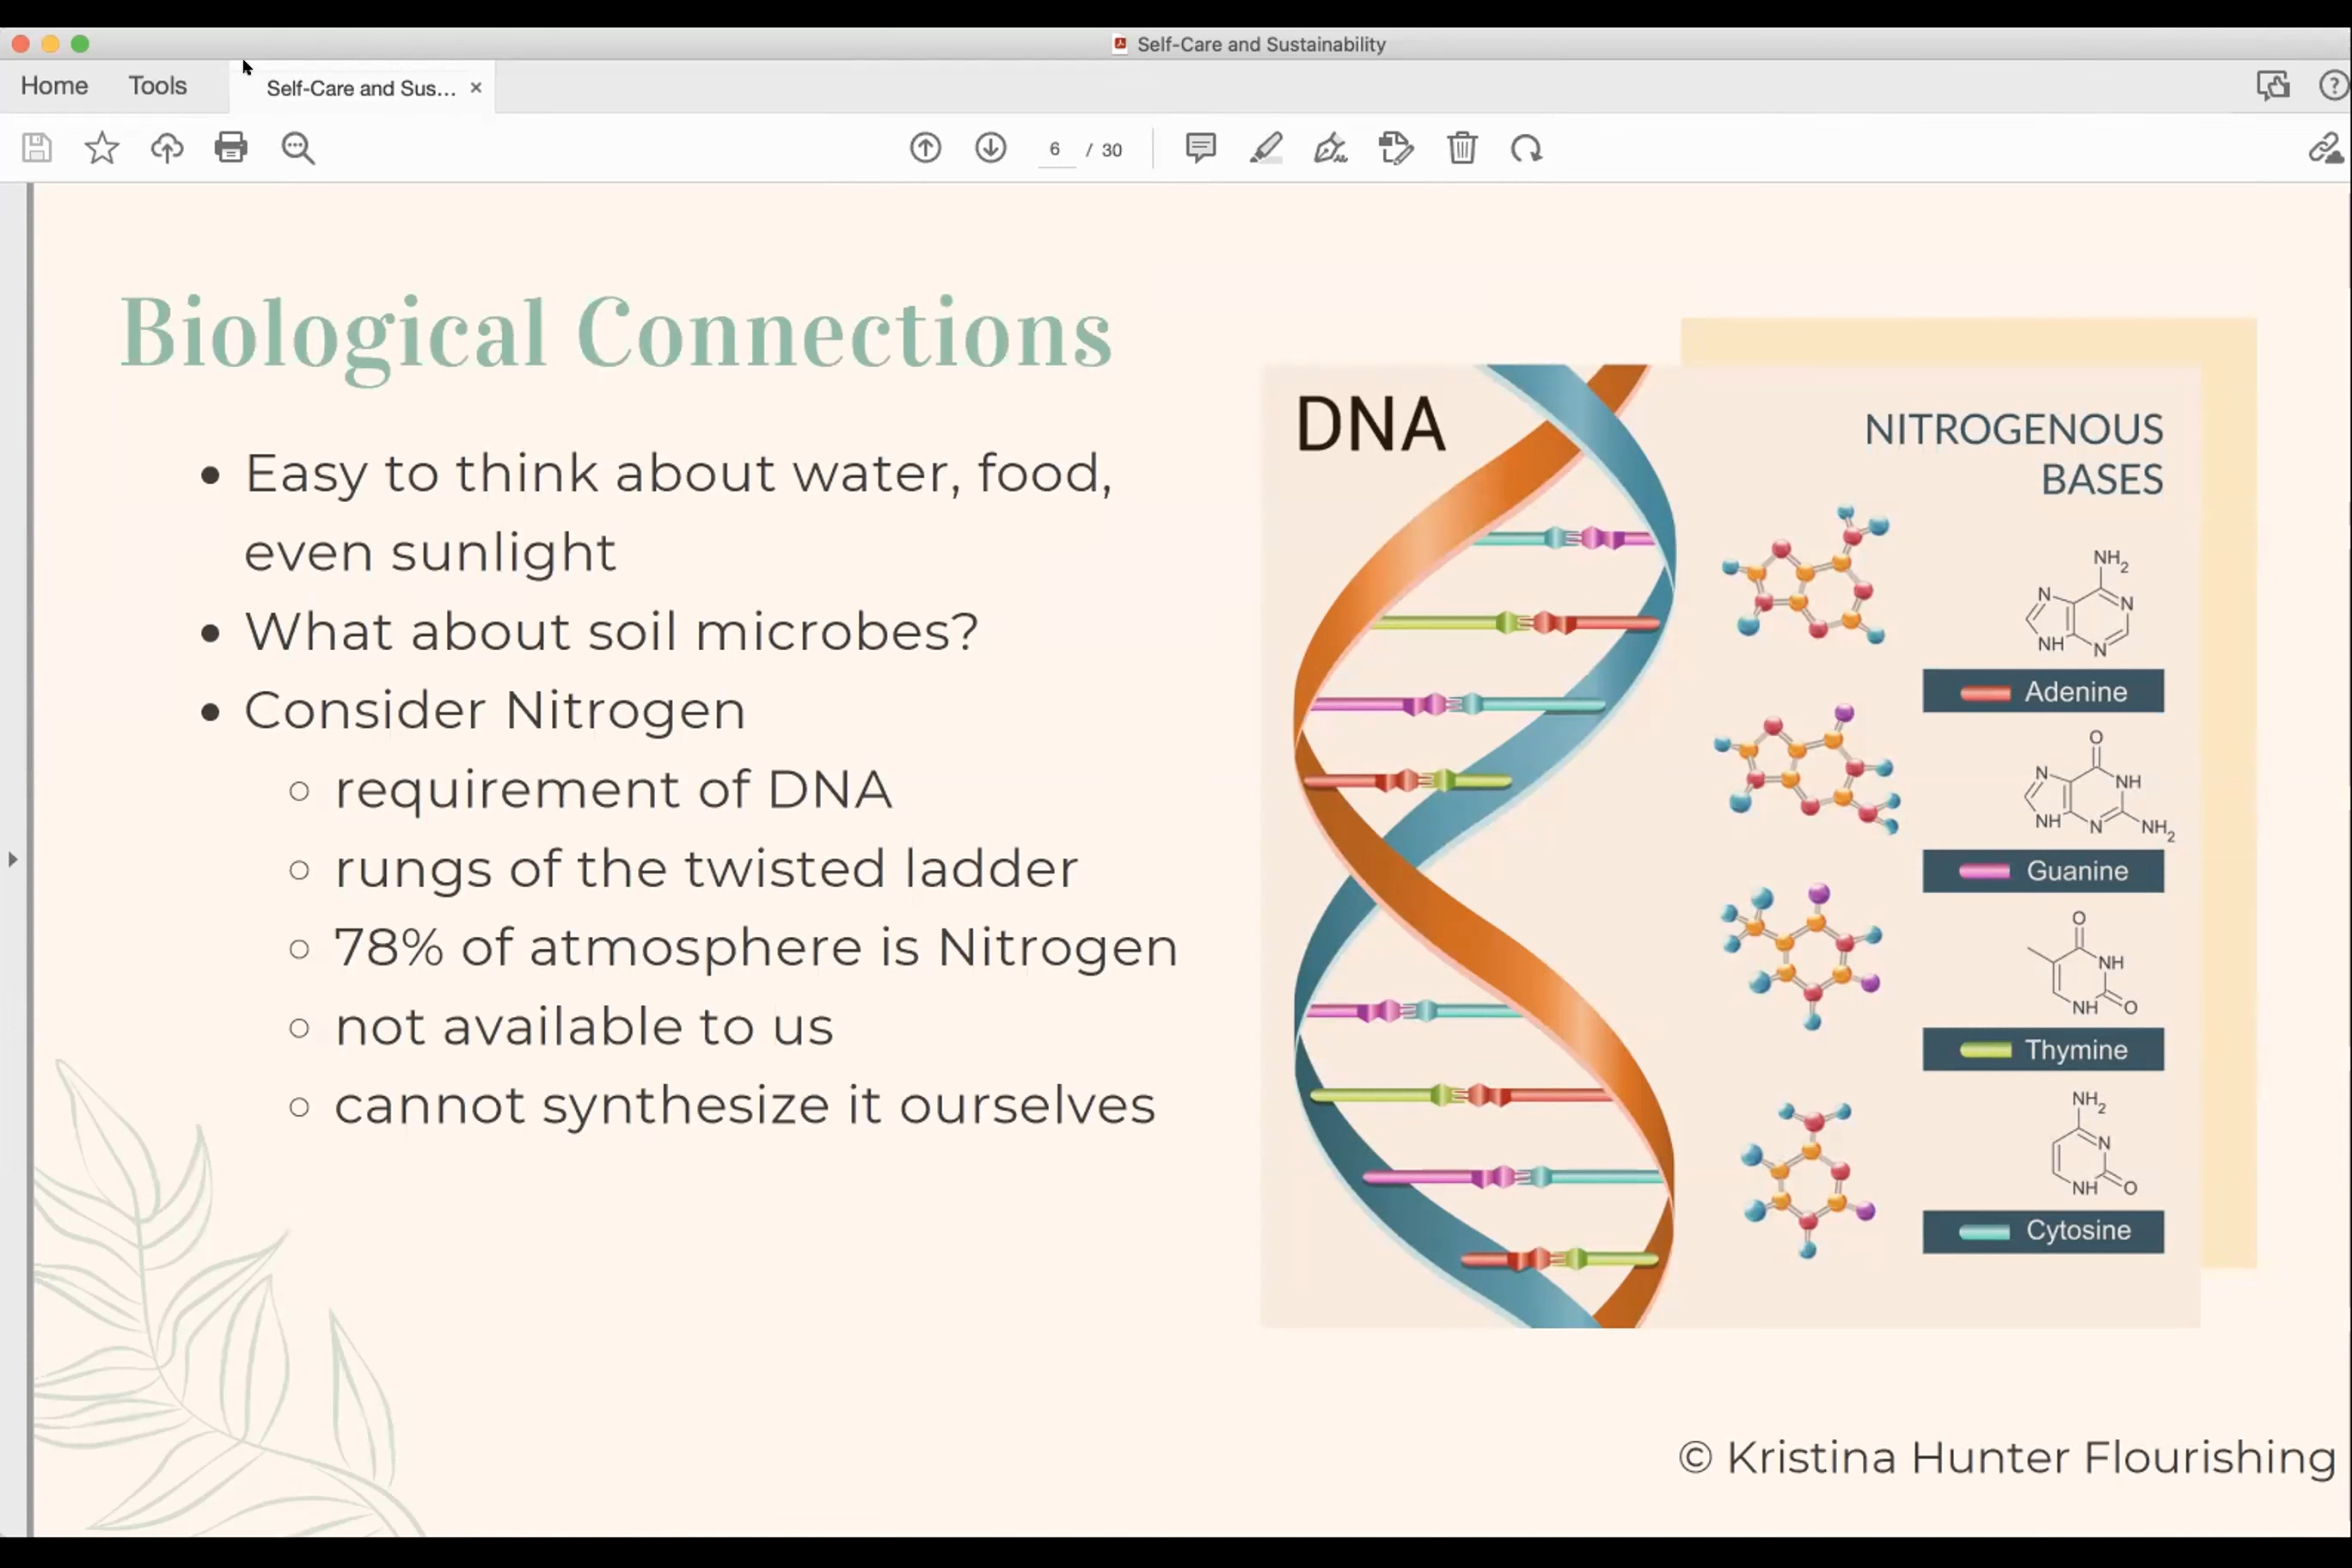 Self-Care and Sustainability
Home Tools Self-Care and Sus... ×
6 / 30
Biological Connections
• Easy to think about water, food,
even sunlight
• What about soil microbes?
• Consider Nitrogen
○ requirement of DNA
○ rungs of the twisted ladder
○ 78% of atmosphere is Nitrogen
○ not available to us
○ cannot synthesize it ourselves
DNA
NITROGENOUS
BASES
NH2
N
N
NH
N
Adenine
O
N
NH
NH
N
NH2
Guanine
O
NH
NH
O
Thymine
NH2
N
NH
O
Cytosine
© Kristina Hunter Flourishing